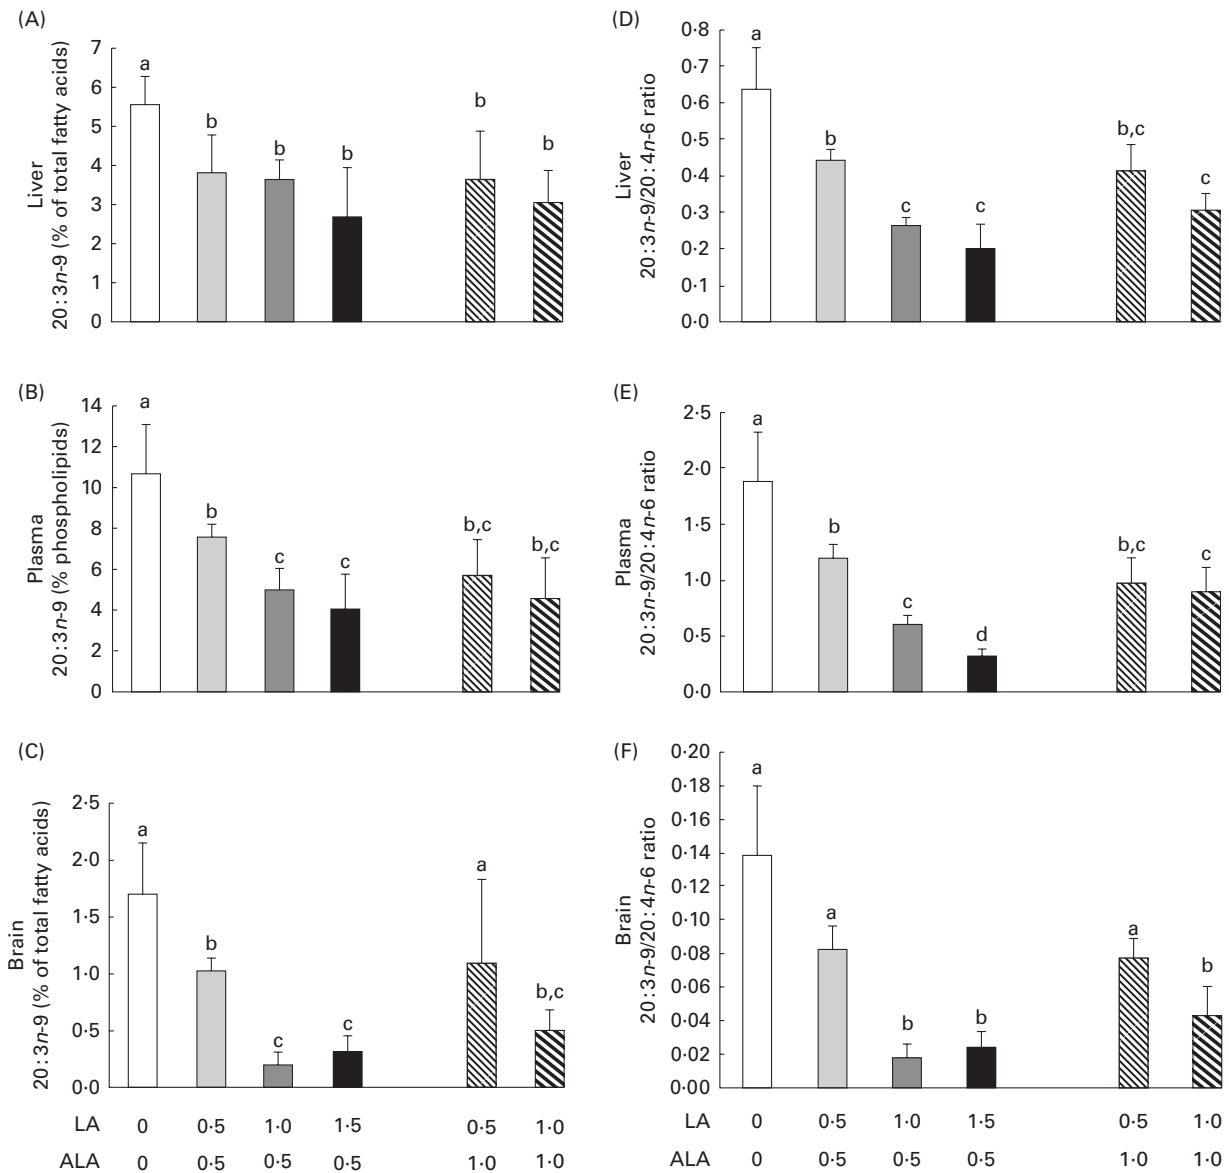 (A)
Liver
20:3n-9 (% of total fatty acids)
7
6
5
4
3
2
1
0
a
b
b
b
b
b
(D)
Liver
20:3n-9/20:4n-6 ratio
0·8
0·7
0·6
0·5
0·4
0·3
0·2
0·1
0·0
a
b
c
c
b,c
c
(B)
Plasma
20:3n-9 (% phospholipids)
14
12
10
8
6
4
2
0
a
b
c
c
b,c
b,c
(E)
Plasma
20:3n-9/20:4n-6 ratio
2·5
2·0
1·5
1·0
0·5
0·0
a
b
c
d
b,c
c
(C)
Brain
20:3n-9 (% of total fatty acids)
2·5
2·0
1·5
1·0
0·5
0·0
a
b
c
c
a
b,c
LA 0 0·5 1·0 1·5 0·5 1·0
ALA 0 0·5 0·5 0·5 1·0 1·0
(F)
Brain
20:3n-9/20:4n-6 ratio
0·20
0·18
0·16
0·14
0·12
0·10
0·08
0·06
0·04
0·02
0·00
a
a
b
b
a
b
LA 0 0·5 1·0 1·5 0·5 1·0
ALA 0 0·5 0·5 0·5 1·0 1·0